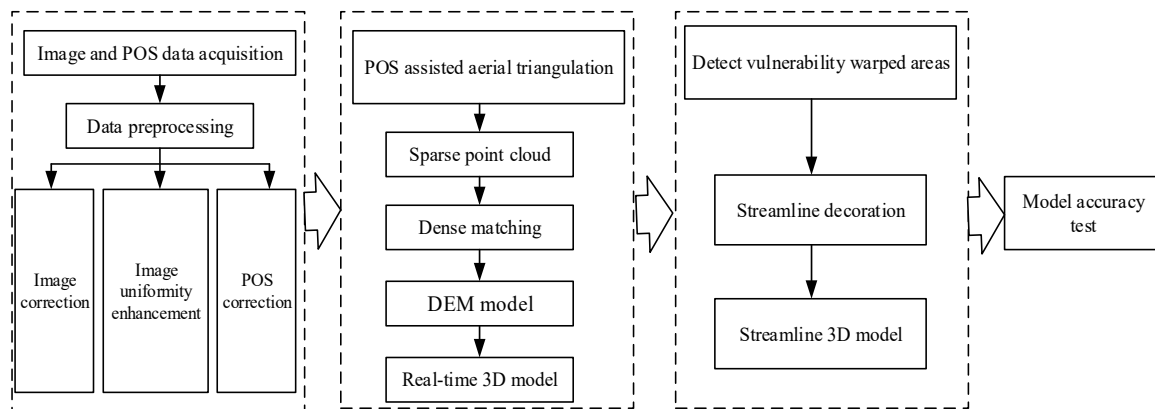 Image and POS data acquisition
Data preprocessing
Image
correction
Image
uniformity
enhancement
POS
correction
POS assisted aerial triangulation
Sparse point cloud
Dense matching
DEM model
Real-time 3D model
Detect vulnerability warped areas
Streamline decoration
Streamline 3D model
Model accuracy
test